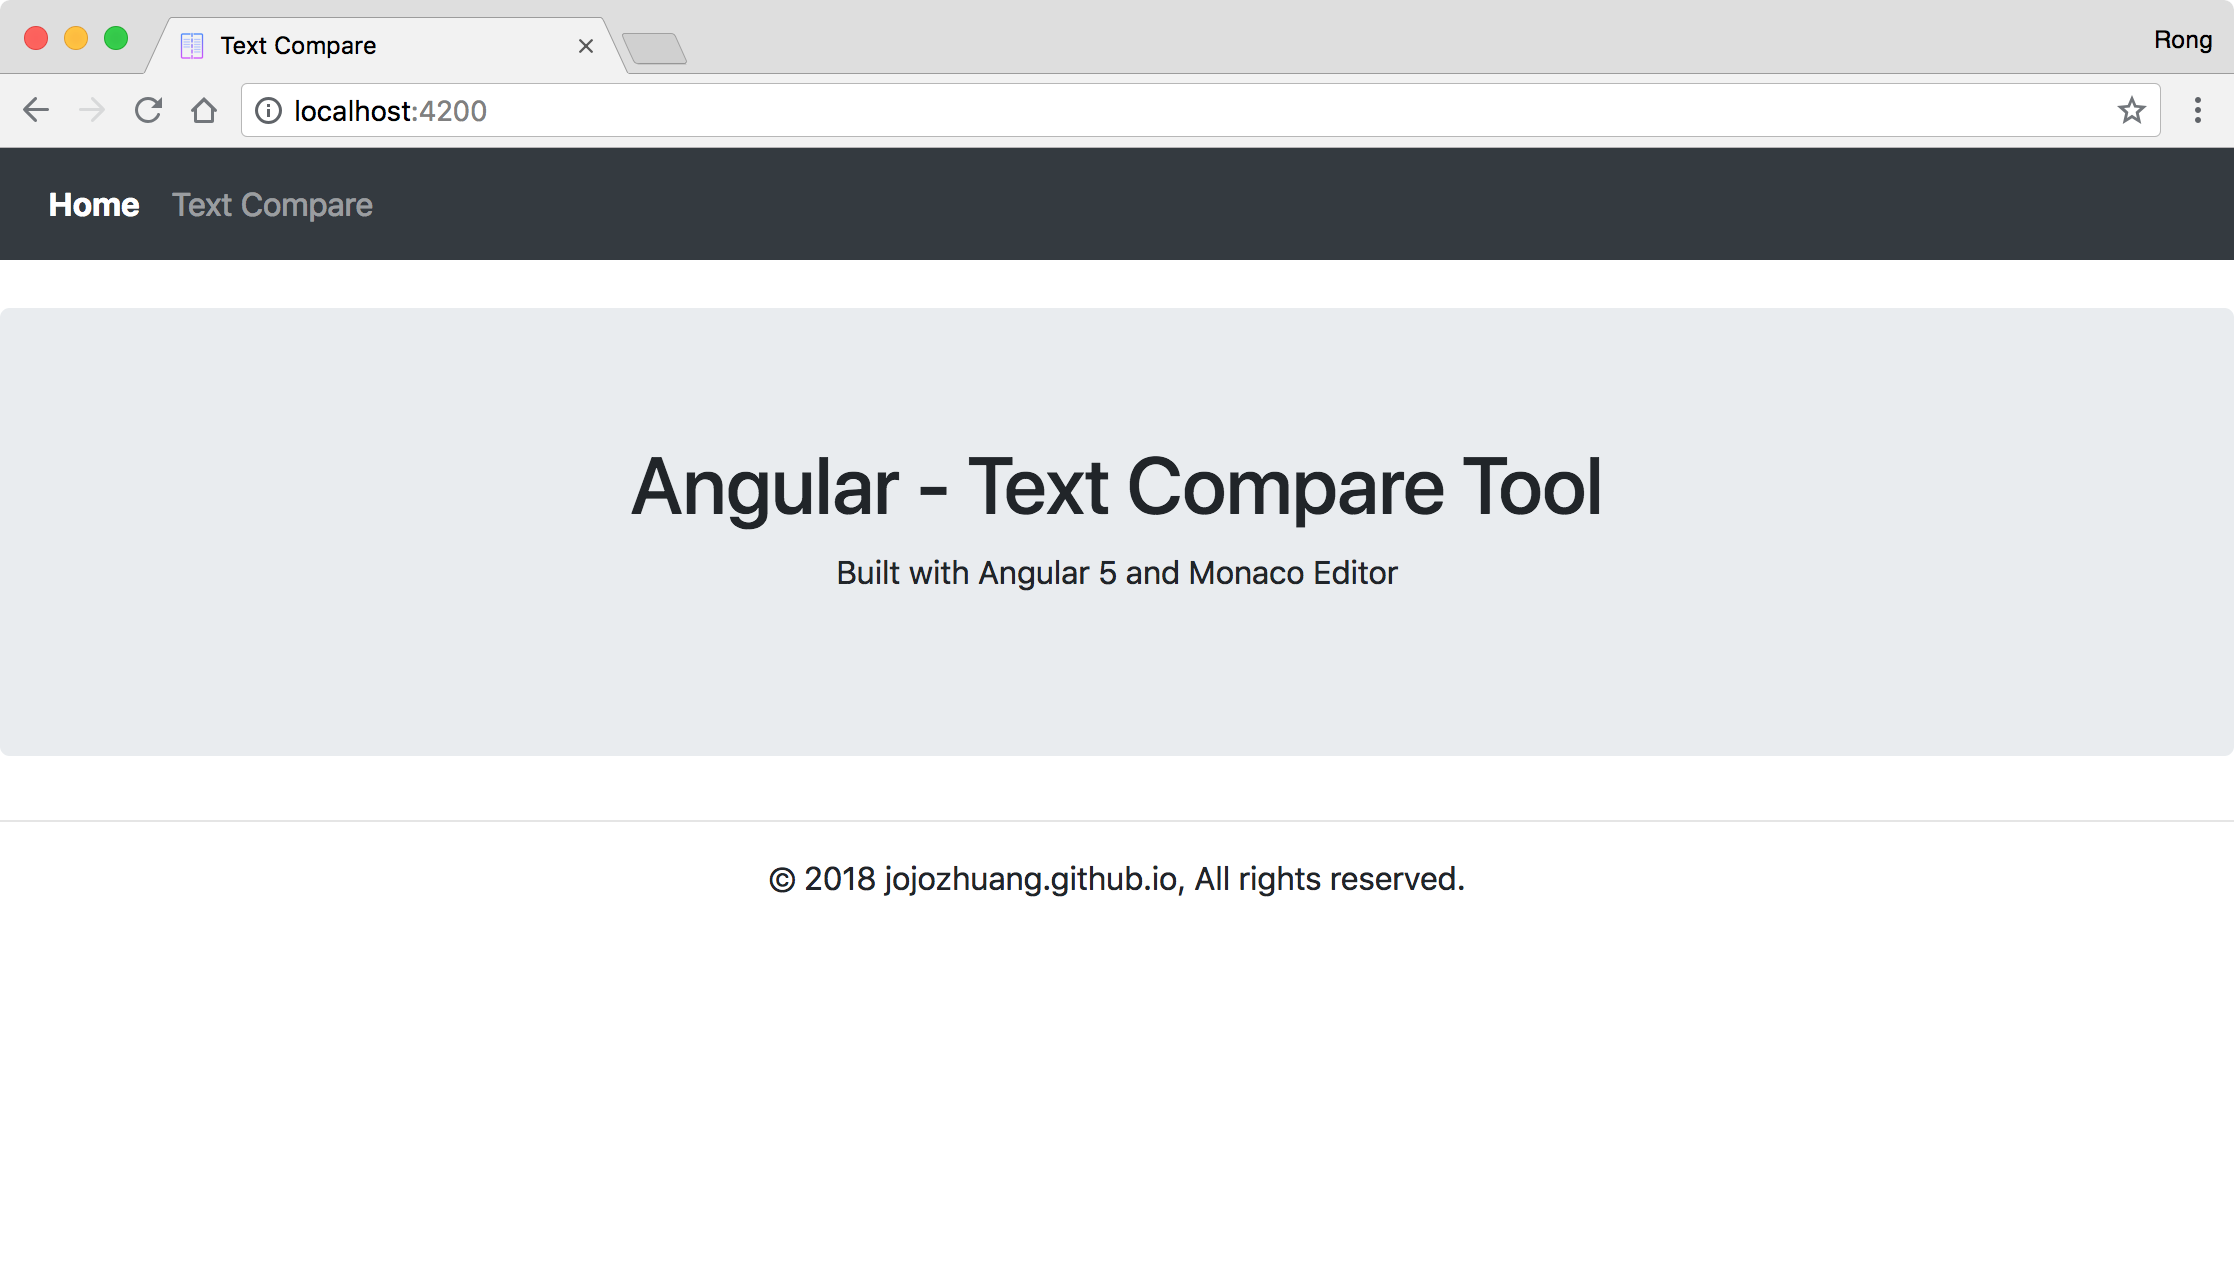 Text Compare
Rong
localhost:4200
Home Text Compare
Angular - Text Compare Tool
Built with Angular 5 and Monaco Editor
© 2018 jojozhuang.github.io, All rights reserved.